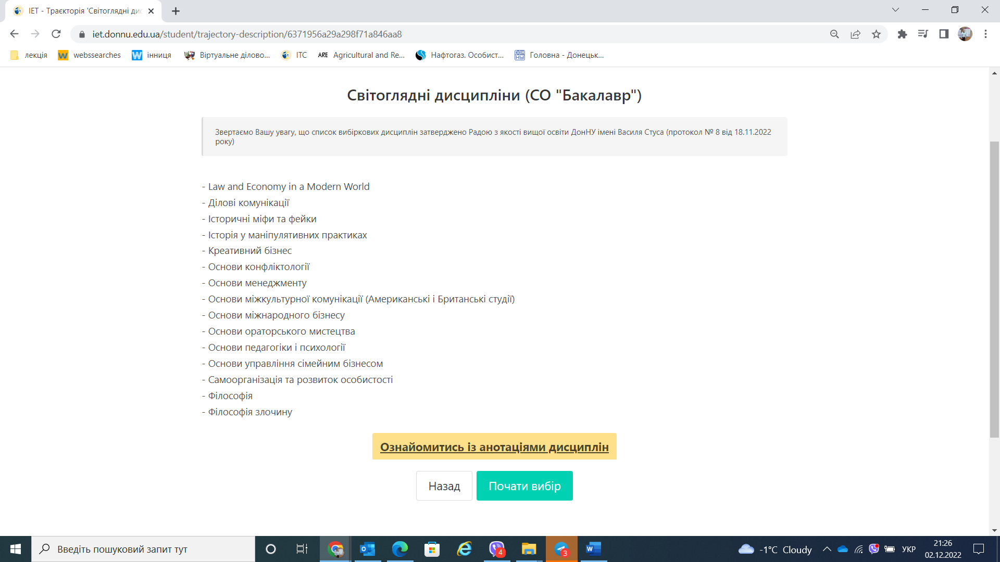 IET - Траєкторія 'Світоглядні дис
iet.donnu.edu.ua/student/trajectory-description/6371956a29a298f71a846aa8
лекція
webssearches
інниця
Віртуальне ділово...
ІТС
ARE Agricultural and Re...
Нафтогаз. Особист...
Головна - Донецьк...
Світоглядні дисципліни (СО "Бакалавр")
Звертаємо Вашу увагу, що список вибіркових дисциплін затверджено Радою з якості вищої освіти ДонНУ імені Василя Стуса (протокол № 8 від 18.11.2022
року)
- Law and Economy in a Modern World
- Ділові комунікації
- Історичні міфи та фейки
- Історія у маніпулятивних практиках
- Креативний бізнес
- Основи конфліктології
- Основи менеджменту
- Основи міжкультурної комунікації (Американські і Британські студії)
- Основи міжнародного бізнесу
- Основи ораторського мистецтва
- Основи педагогіки і психології
- Основи управління сімейним бізнесом
- Самоорганізація та розвиток особистості
- Філософія
- Філософія злочину
Ознайомитись із анотаціями дисциплін
Назад
Почати вибір
Введіть пошуковий запит тут
4
3
-1°C Cloudy
УКР
21:26
02.12.2022